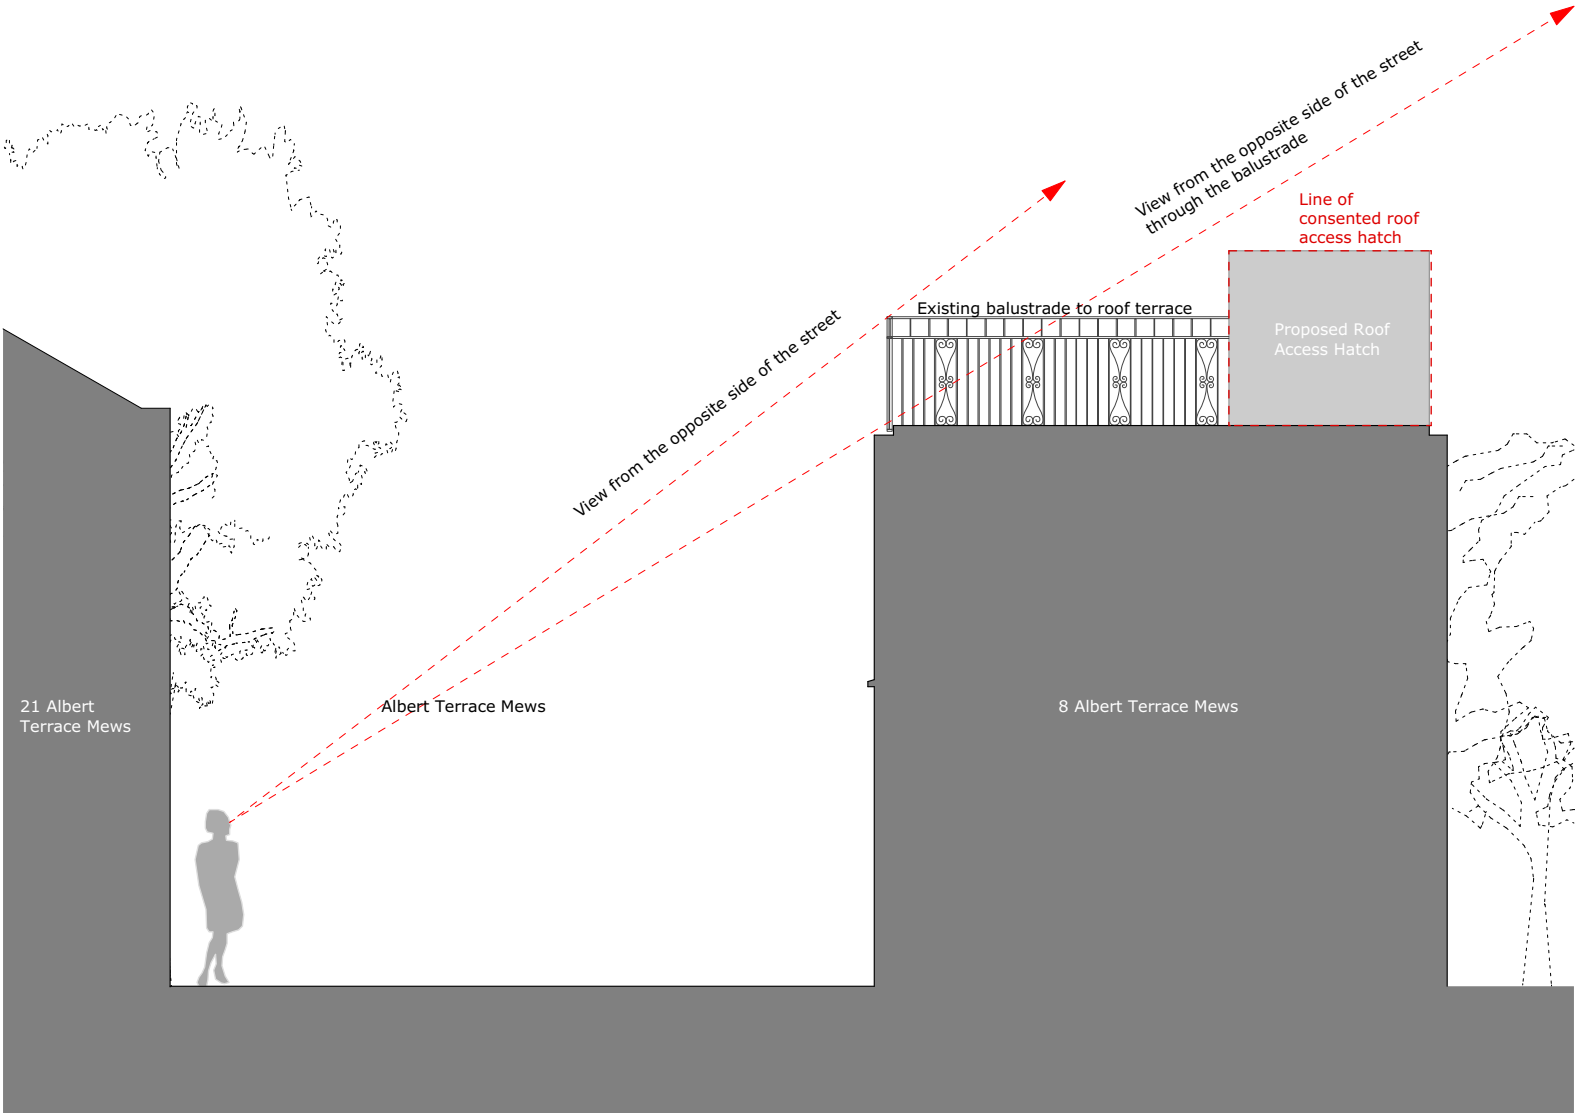 View from the opposite side of the street
through the balustrade
Line of
consented roof
access hatch
Existing balustrade to roof terrace
View from the opposite side of the street
Proposed Roof
Access Hatch
21 Albert
Terrace Mews
Albert Terrace Mews
8 Albert Terrace Mews